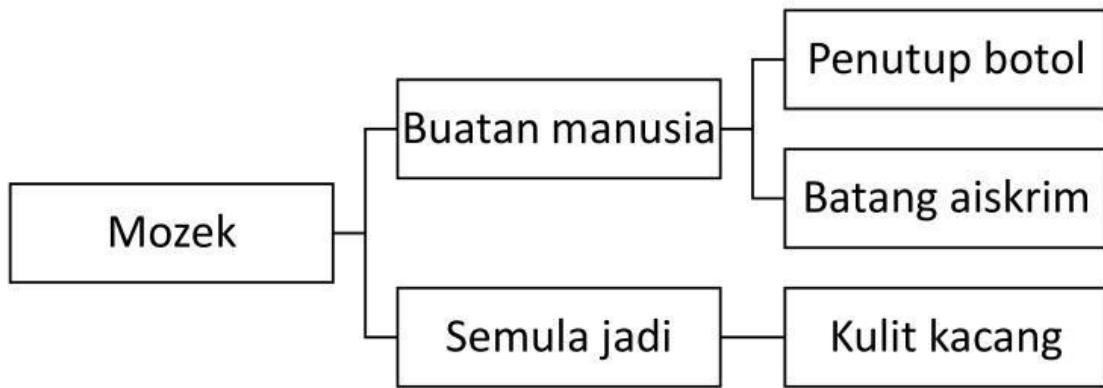 Mozek
Buatan manusia
Penutup botol
Batang aiskrim
Semula jadi
Kulit kacang